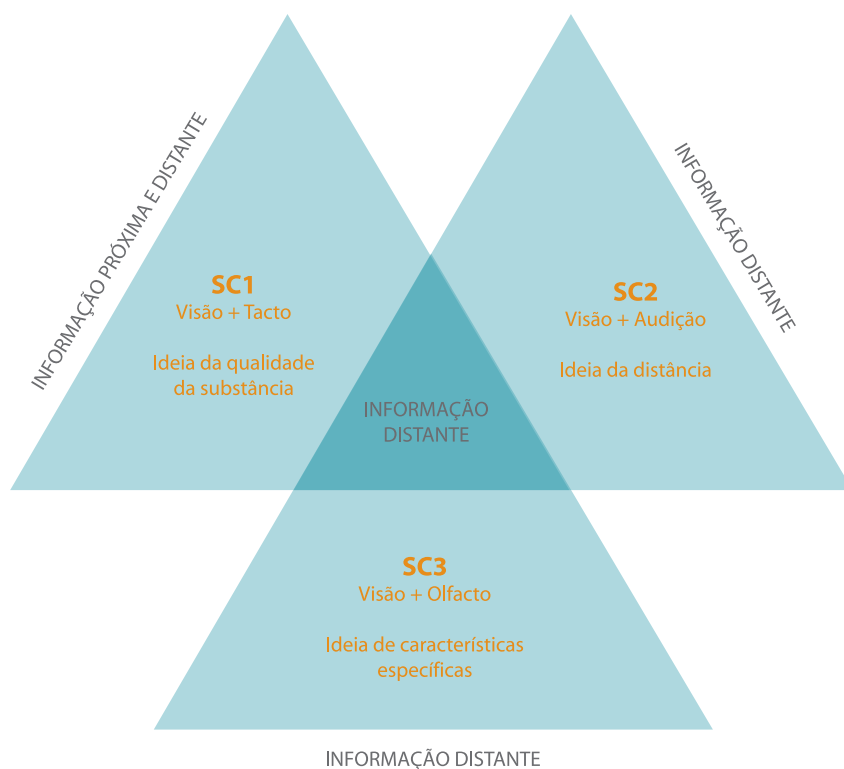 INFORMAÇÃO PRÓXIMA E DISTANTE
SC1
Visão + Tacto
Ideia da qualidade
da substância
INFORMAÇÃO DISTANTE
SC2
Visão + Audição
Ideia da distância
INFORMAÇÃO
DISTANTE
SC3
Visão + Olfacto
Ideia de características
específicas
INFORMAÇÃO DISTANTE